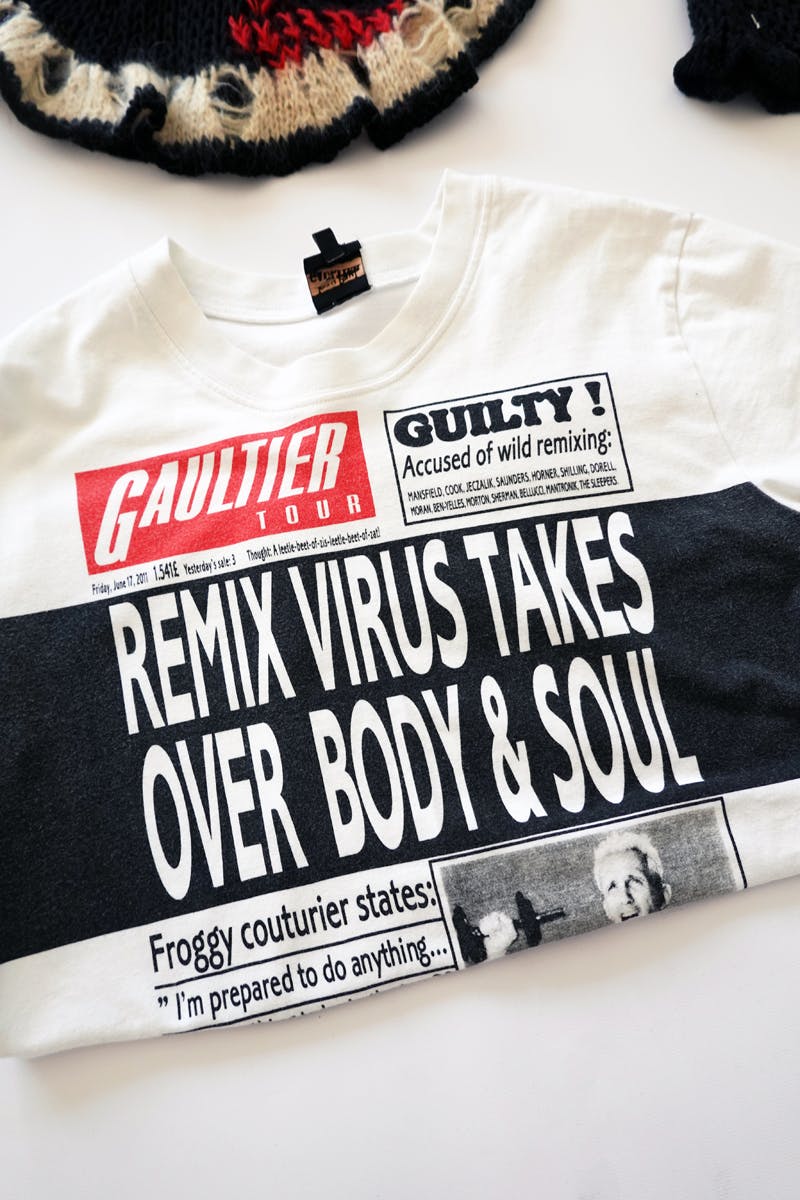 GAULTIER
TOUR
GUILTY !
Accused of wild remixing:
MANSFIELD, COOK, JECZALIK, SAUNDERS, HORNER, SHILLING, DORELL,
MORAN, BEN-YELLES, MORTON, SHERMAN, BELLUCCI, MANTRONIK, THE SLEEPERS.
Friday, June 17, 2011 1.541£ Yesterday's sale: 3 Thought: A leetle-beet-of-zis-leetle-beet-of-zat!
REMIX VIRUS TAKES
OVER BODY & SOUL
Froggy couturier states:
” I'm prepared to do anything...